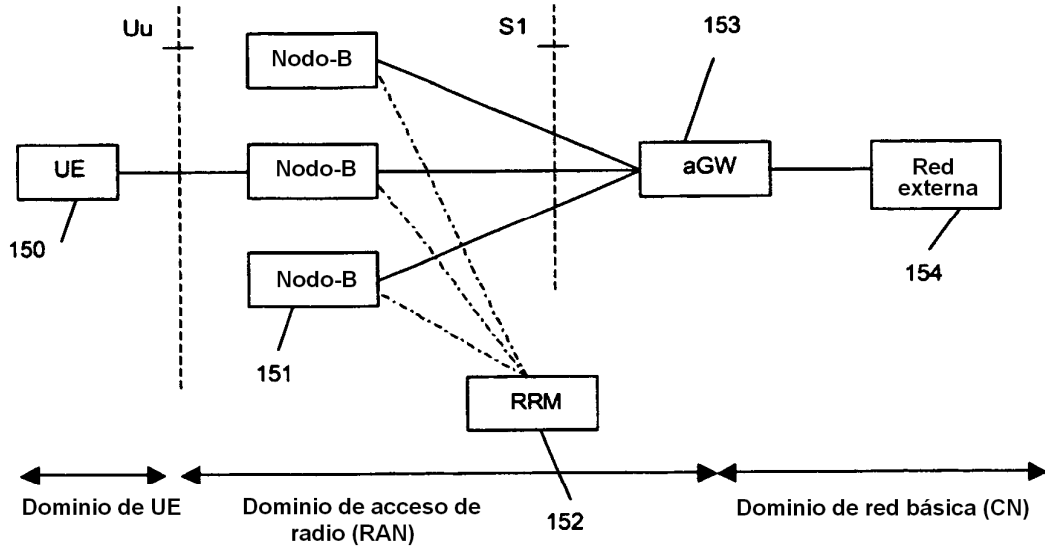 Uu
S1
153
Nodo-B
UE
Nodo-B
aGW
Red
externa
150
Nodo-B
154
151
RRM
Dominio de UE
Dominio de acceso de
radio (RAN)
152
Dominio de red básica (CN)